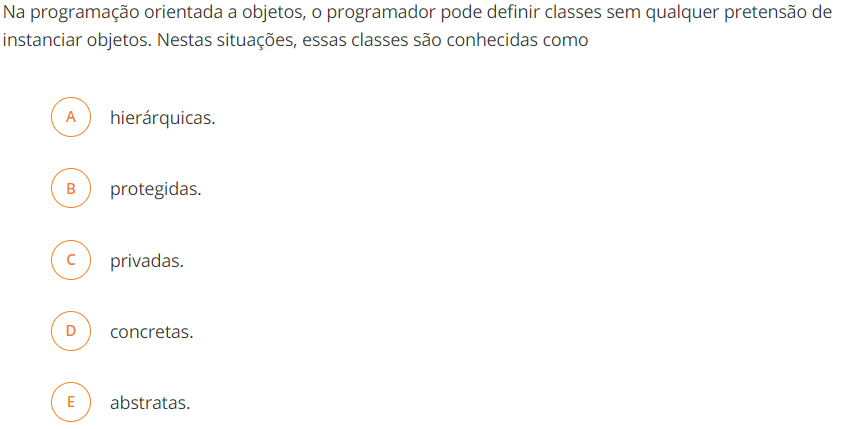 Na programação orientada a objetos, o programador pode definir classes sem qualquer pretensão de
instanciar objetos. Nestas situações, essas classes são conhecidas como
A hierárquicas.
B protegidas.
C privadas.
D concretas.
E abstratas.